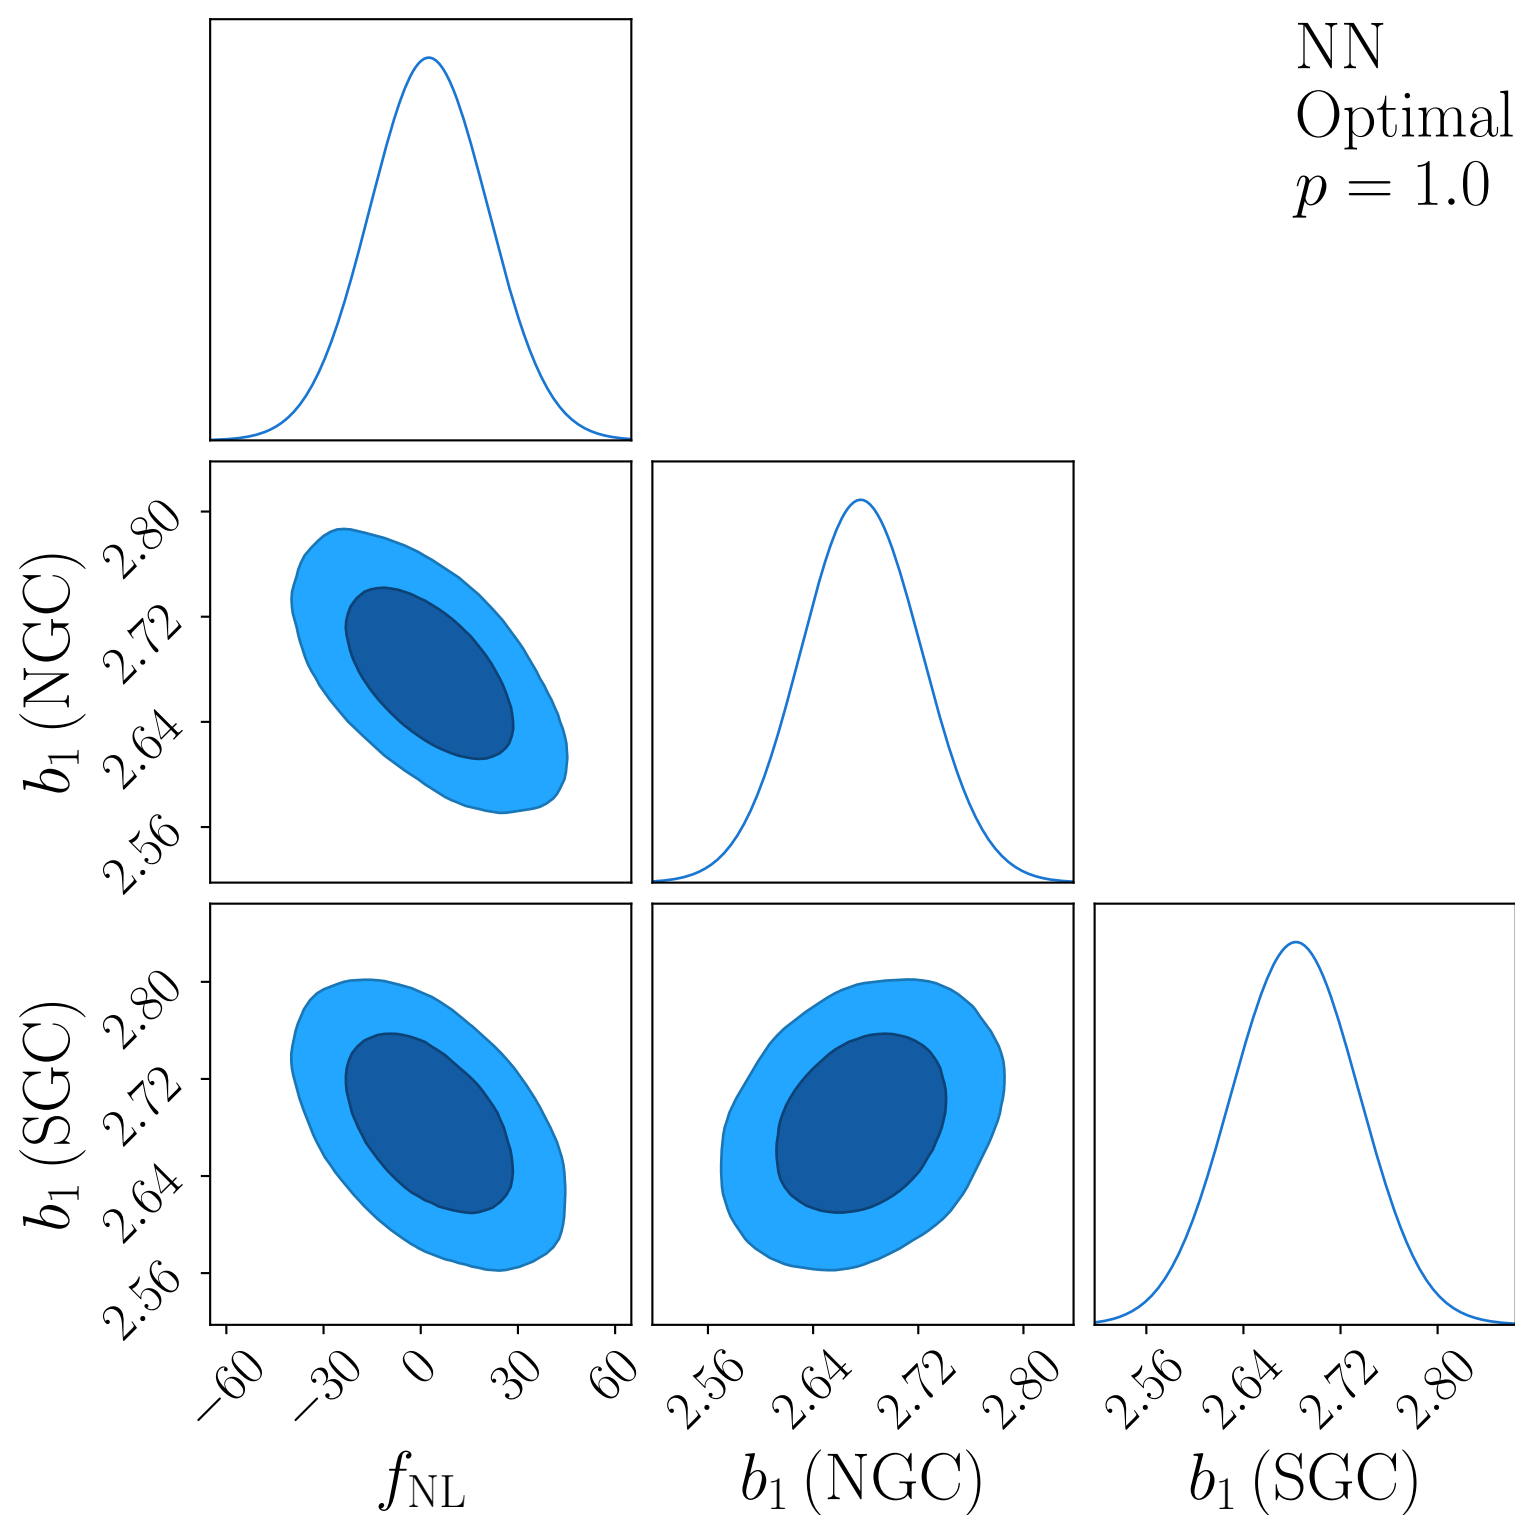 NN
Optimal
p = 1.0
b₁ (NGC)
2.80
2.72
2.64
2.56
b₁ (SGC)
2.80
2.72
2.64
2.56
−60 −30 0 30 60
2.56 2.64 2.72 2.80
2.56 2.64 2.72 2.80
f_NL
b₁ (NGC)
b₁ (SGC)